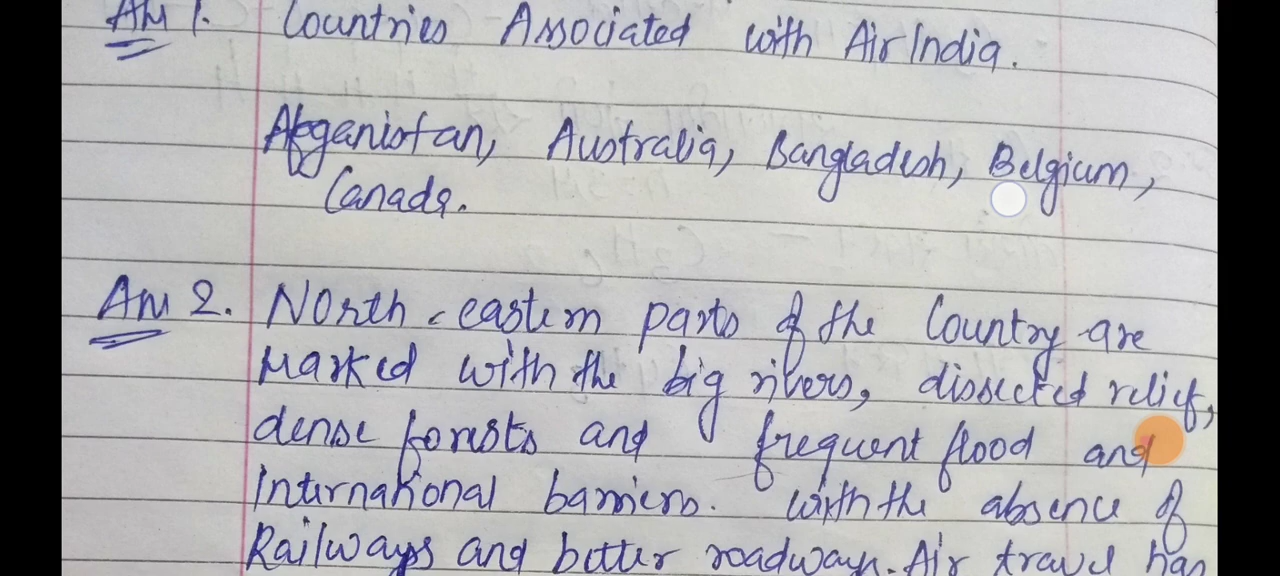 Ans 1. Countries Associated with Air India.
Afganistan, Australia, Bangladesh, Belgium,
Canada.
Ans 2. North-eastern parts of the Country are
marked with the big rivers, dissected relief,
dense forests and frequent flood and
International barriers. with the absence of
Railways and better roadways. Air travel has